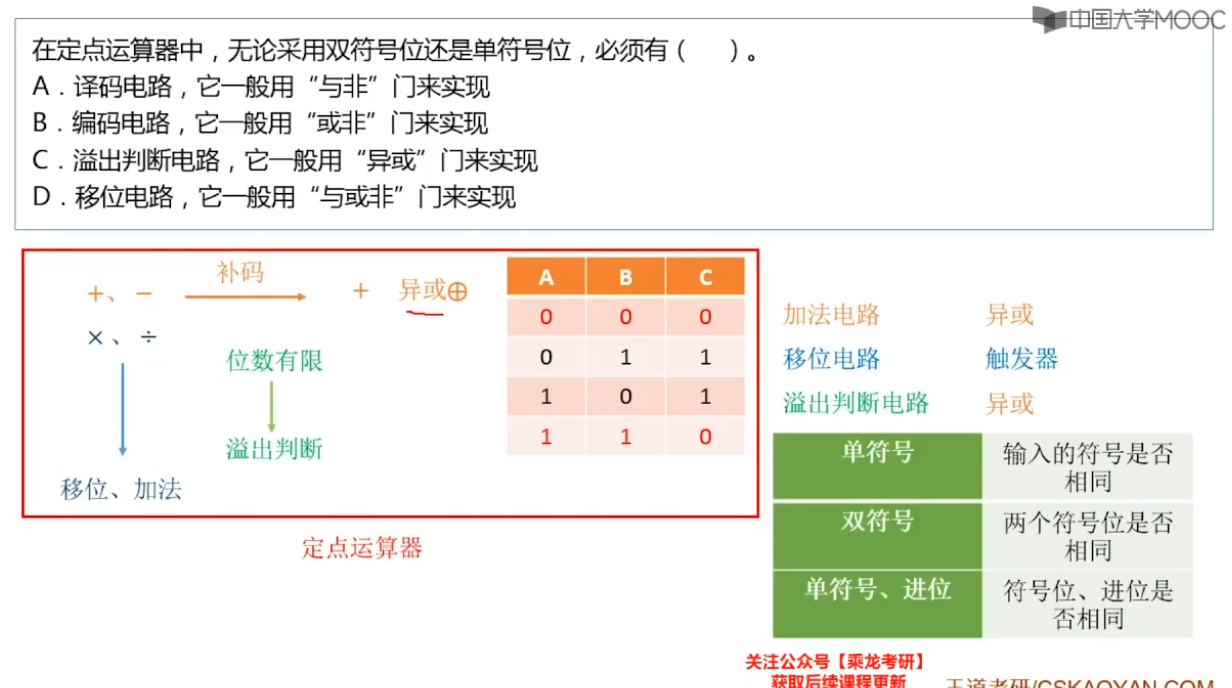 中国大学MOOC
在定点运算器中，无论采用双符号位还是单符号位，必须有（　　）。
A．译码电路，它一般用“与非”门来实现
B．编码电路，它一般用“或非”门来实现
C．溢出判断电路，它一般用“异或”门来实现
D．移位电路，它一般用“与或非”门来实现
+、－ 补码 + 异或⊕
×、÷
位数有限
溢出判断
移位、加法
A B C
0 0 0
0 1 1
1 0 1
1 1 0
定点运算器
加法电路 异或
移位电路 触发器
溢出判断电路 异或
单符号 输入的符号是否
相同
双符号 两个符号位是否
相同
单符号、进位 符号位、进位是
否相同
关注公众号【乘龙考研】
获取后续课程更新
王道考研/CSKAOYAN.COM